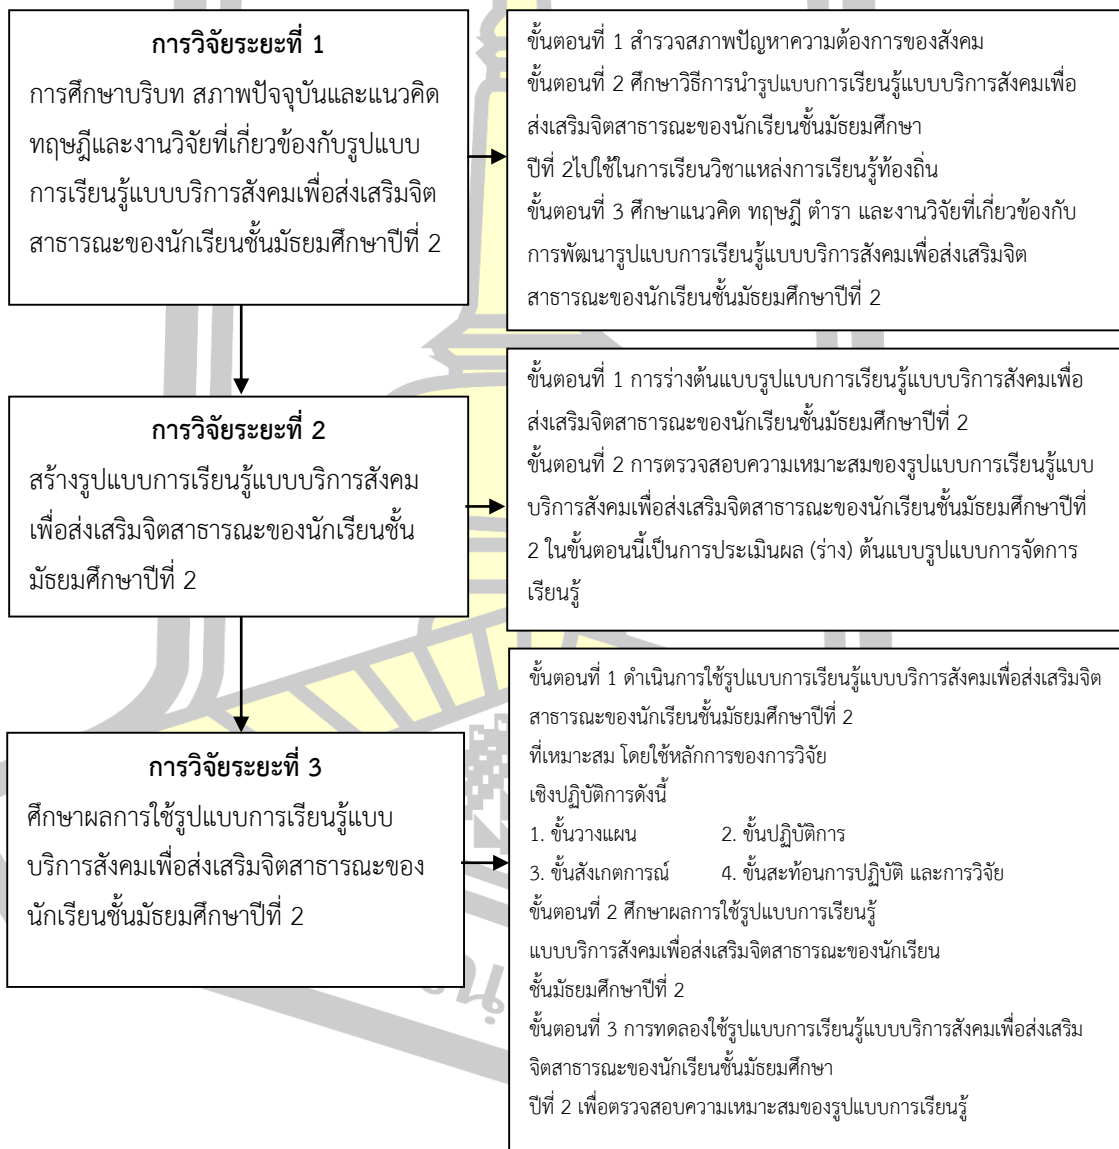 การวิจัยระยะที่ 1
การศึกษาบริบท สภาพปัจจุบันและแนวคิด
ทฤษฎีและงานวิจัยที่เกี่ยวข้องกับรูปแบบ
การเรียนรู้แบบบริการสังคมเพื่อส่งเสริมจิต
สาธารณะของนักเรียนชั้นมัธยมศึกษาปีที่ 2
ขั้นตอนที่ 1 สำรวจสภาพปัญหาความต้องการของสังคม
ขั้นตอนที่ 2 ศึกษาวิธีการนำรูปแบบการเรียนรู้แบบบริการสังคมเพื่อ
ส่งเสริมจิตสาธารณะของนักเรียนชั้นมัธยมศึกษา
ปีที่ 2ไปใช้ในการเรียนวิชาแหล่งการเรียนรู้ท้องถิ่น
ขั้นตอนที่ 3 ศึกษาแนวคิด ทฤษฎี ตำรา และงานวิจัยที่เกี่ยวข้องกับ
การพัฒนารูปแบบการเรียนรู้แบบบริการสังคมเพื่อส่งเสริมจิต
สาธารณะของนักเรียนชั้นมัธยมศึกษาปีที่ 2
การวิจัยระยะที่ 2
สร้างรูปแบบการเรียนรู้แบบบริการสังคม
เพื่อส่งเสริมจิตสาธารณะของนักเรียนชั้น
มัธยมศึกษาปีที่ 2
ขั้นตอนที่ 1 การร่างต้นแบบรูปแบบการเรียนรู้แบบบริการสังคมเพื่อ
ส่งเสริมจิตสาธารณะของนักเรียนชั้นมัธยมศึกษาปีที่ 2
ขั้นตอนที่ 2 การตรวจสอบความเหมาะสมของรูปแบบการเรียนรู้แบบ
บริการสังคมเพื่อส่งเสริมจิตสาธารณะของนักเรียนชั้นมัธยมศึกษาปีที่
2 ในขั้นตอนนี้เป็นการประเมินผล (ร่าง) ต้นแบบรูปแบบการจัดการ
เรียนรู้
การวิจัยระยะที่ 3
ศึกษาผลการใช้รูปแบบการเรียนรู้แบบ
บริการสังคมเพื่อส่งเสริมจิตสาธารณะของ
นักเรียนชั้นมัธยมศึกษาปีที่ 2
ขั้นตอนที่ 1 ดำเนินการใช้รูปแบบการเรียนรู้แบบบริการสังคมเพื่อส่งเสริมจิต
สาธารณะของนักเรียนชั้นมัธยมศึกษาปีที่ 2
ที่เหมาะสม โดยใช้หลักการของการวิจัย
เชิงปฏิบัติการดังนี้
1. ขั้นวางแผน 2. ขั้นปฏิบัติการ
3. ขั้นสังเกตการณ์ 4. ขั้นสะท้อนการปฏิบัติ และการวิจัย
ขั้นตอนที่ 2 ศึกษาผลการใช้รูปแบบการเรียนรู้
แบบบริการสังคมเพื่อส่งเสริมจิตสาธารณะของนักเรียน
ชั้นมัธยมศึกษาปีที่ 2
ขั้นตอนที่ 3 การทดลองใช้รูปแบบการเรียนรู้แบบบริการสังคมเพื่อส่งเสริม
จิตสาธารณะของนักเรียนชั้นมัธยมศึกษา
ปีที่ 2 เพื่อตรวจสอบความเหมาะสมของรูปแบบการเรียนรู้